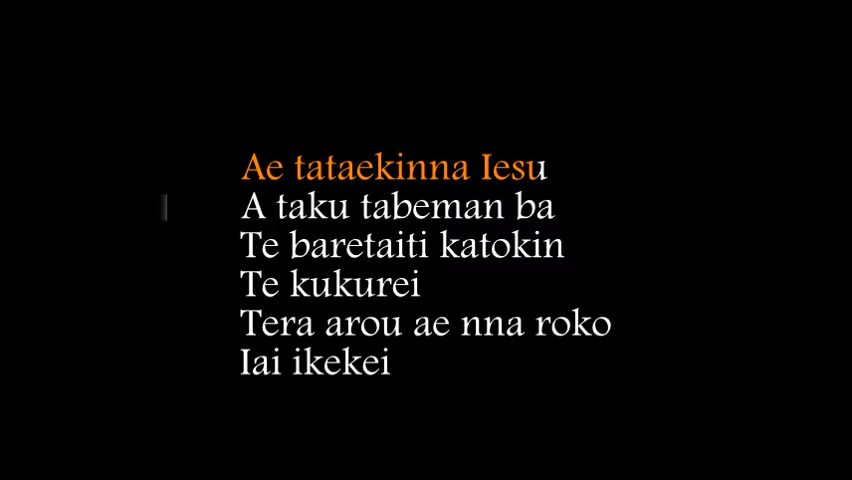 Ae tataekinna Iesu
A taku tabeman ba
Te baretaiti katokin
Te kukurei
Tera arou ae nna roko
Iai ikekei